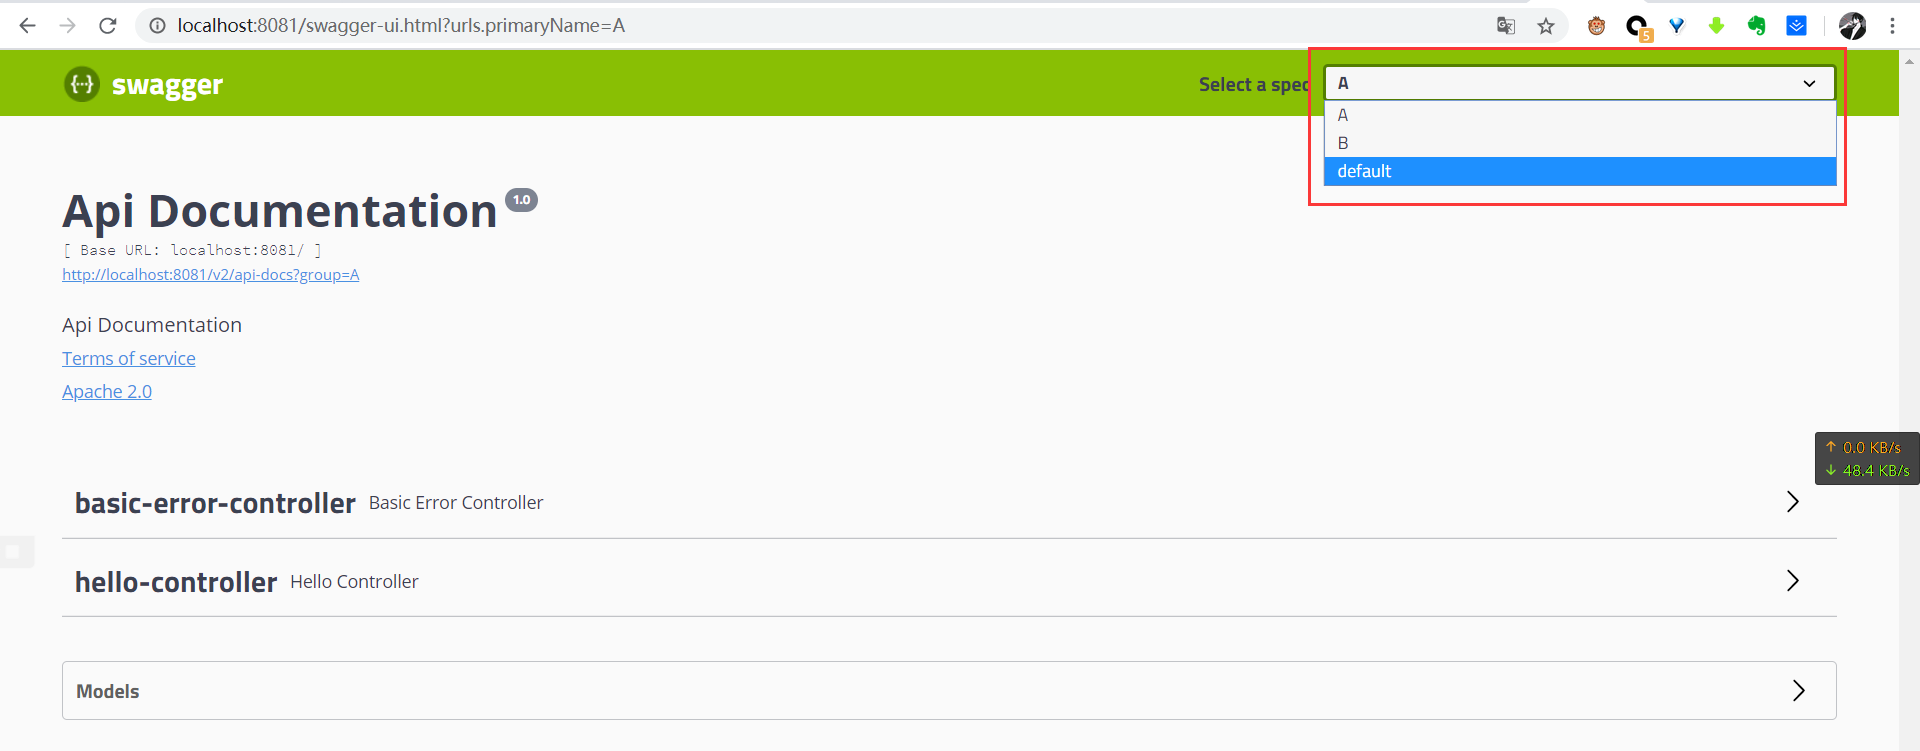 localhost:8081/swagger-ui.html?urls.primaryName=A
5
{··} swagger
Select a spec
A
A
B
default
Api Documentation 1.0
[ Base URL: localhost:8081/ ]
http://localhost:8081/v2/api-docs?group=A
Api Documentation
Terms of service
Apache 2.0
↑ 0.0 KB/s
↓ 48.4 KB/s
basic-error-controller Basic Error Controller
hello-controller Hello Controller
Models